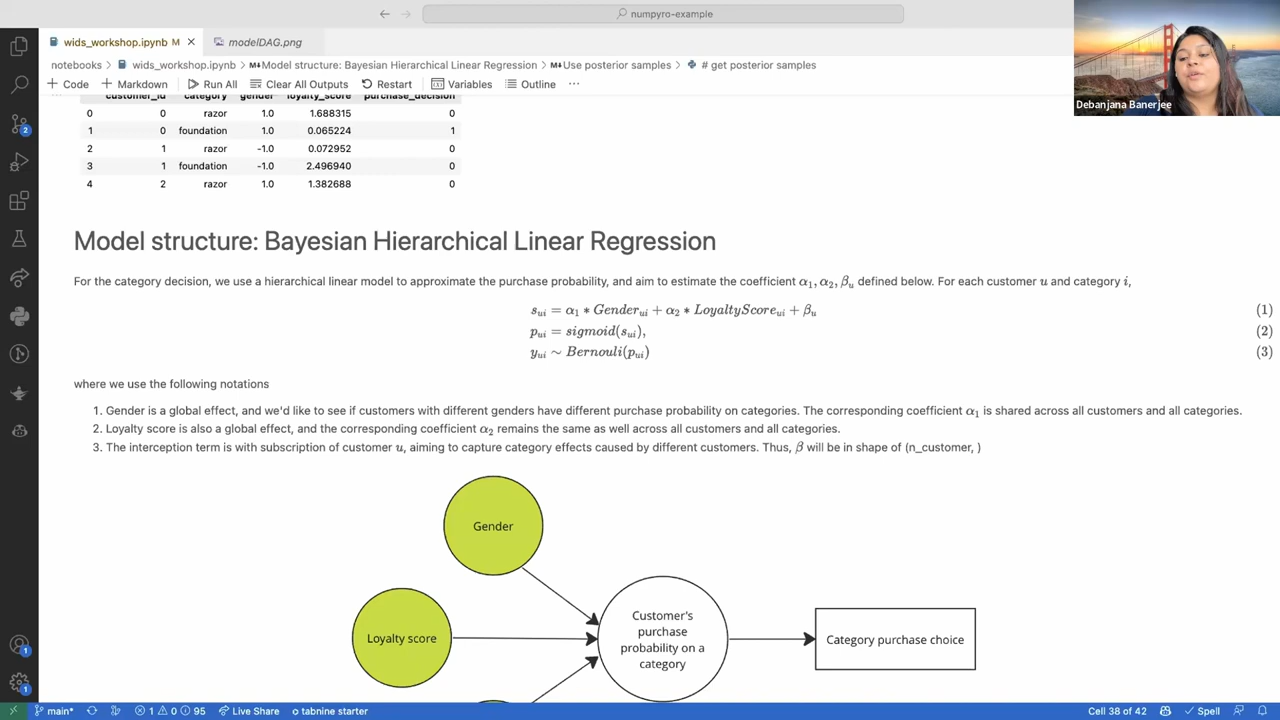 numpyro-example
wids_workshop.ipynb M
modelDAG.png
notebooks > wids_workshop.ipynb > M↓Model structure: Bayesian Hierarchical Linear Regression > M↓Use posterior samples > # get posterior samples
+ Code + Markdown Run All Clear All Outputs Restart Variables Outline ...
customer_id category gender loyalty_score purchase_decision
0 0 razor 1.0 1.688315 0
1 0 foundation 1.0 0.065224 1
2 1 razor -1.0 0.072952 0
3 1 foundation -1.0 2.496940 0
4 2 razor 1.0 1.382688 0
Debanjana Banerjee
Model structure: Bayesian Hierarchical Linear Regression
For the category decision, we use a hierarchical linear model to approximate the purchase probability, and aim to estimate the coefficient α₁, α₂, βᵤ defined below. For each customer u and category i,
sᵤᵢ = α₁ ∗ Genderᵤᵢ + α₂ ∗ LoyaltyScoreᵤᵢ + βᵤ (1)
pᵤᵢ = sigmoid(sᵤᵢ), (2)
yᵤᵢ ∼ Bernouli(pᵤᵢ) (3)
where we use the following notations
1. Gender is a global effect, and we'd like to see if customers with different genders have different purchase probability on categories. The corresponding coefficient α₁ is shared across all customers and all categories.
2. Loyalty score is also a global effect, and the corresponding coefficient α₂ remains the same as well across all customers and all categories.
3. The interception term is with subscription of customer u, aiming to capture category effects caused by different customers. Thus, β will be in shape of (n_customer, )
Gender
Loyalty score
Customer's
purchase
probability on a
category
Category purchase choice
2
1
1
main* 1 0 95 Live Share tabnine starter
Cell 38 of 42 Spell